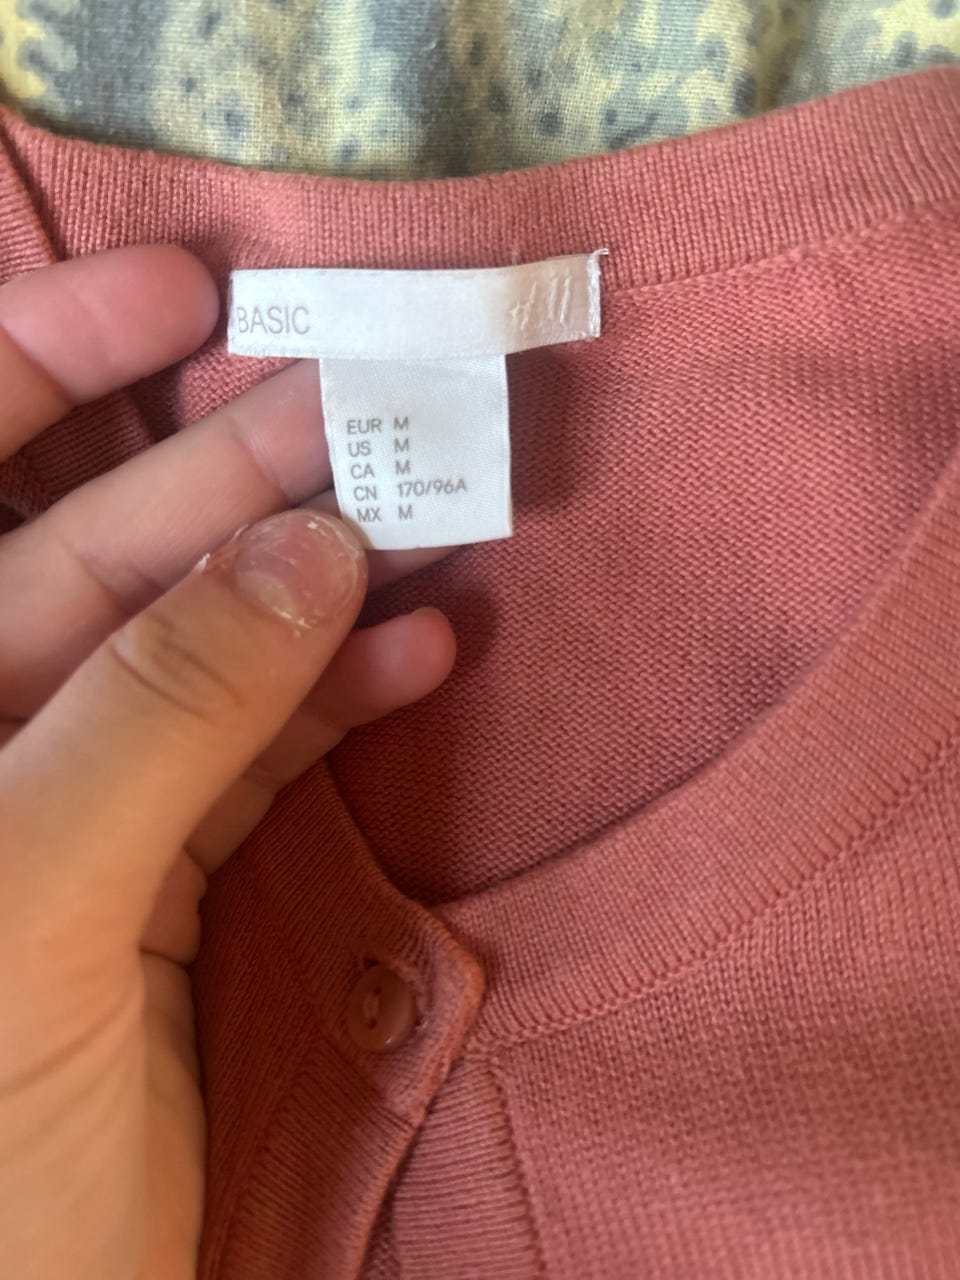 BASIC
EUR M
US M
CA M
CN 170/96A
MX M